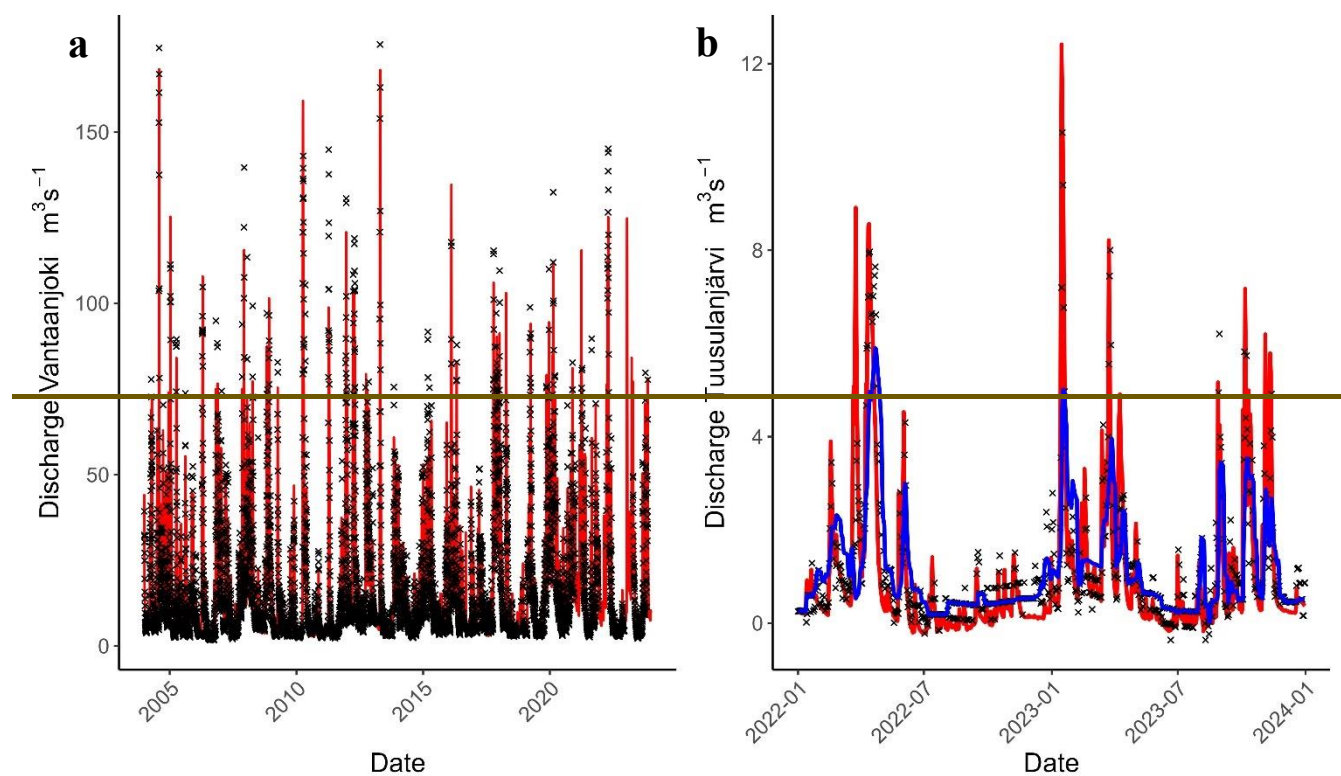 a
Discharge Vantaanjoki m³s⁻¹
150
100
50
0
2005
2010
2015
2020
Date
b
Discharge Tuusulanjärvi m³s⁻¹
12
8
4
0
2022-01
2022-07
2023-01
2023-07
2024-01
Date